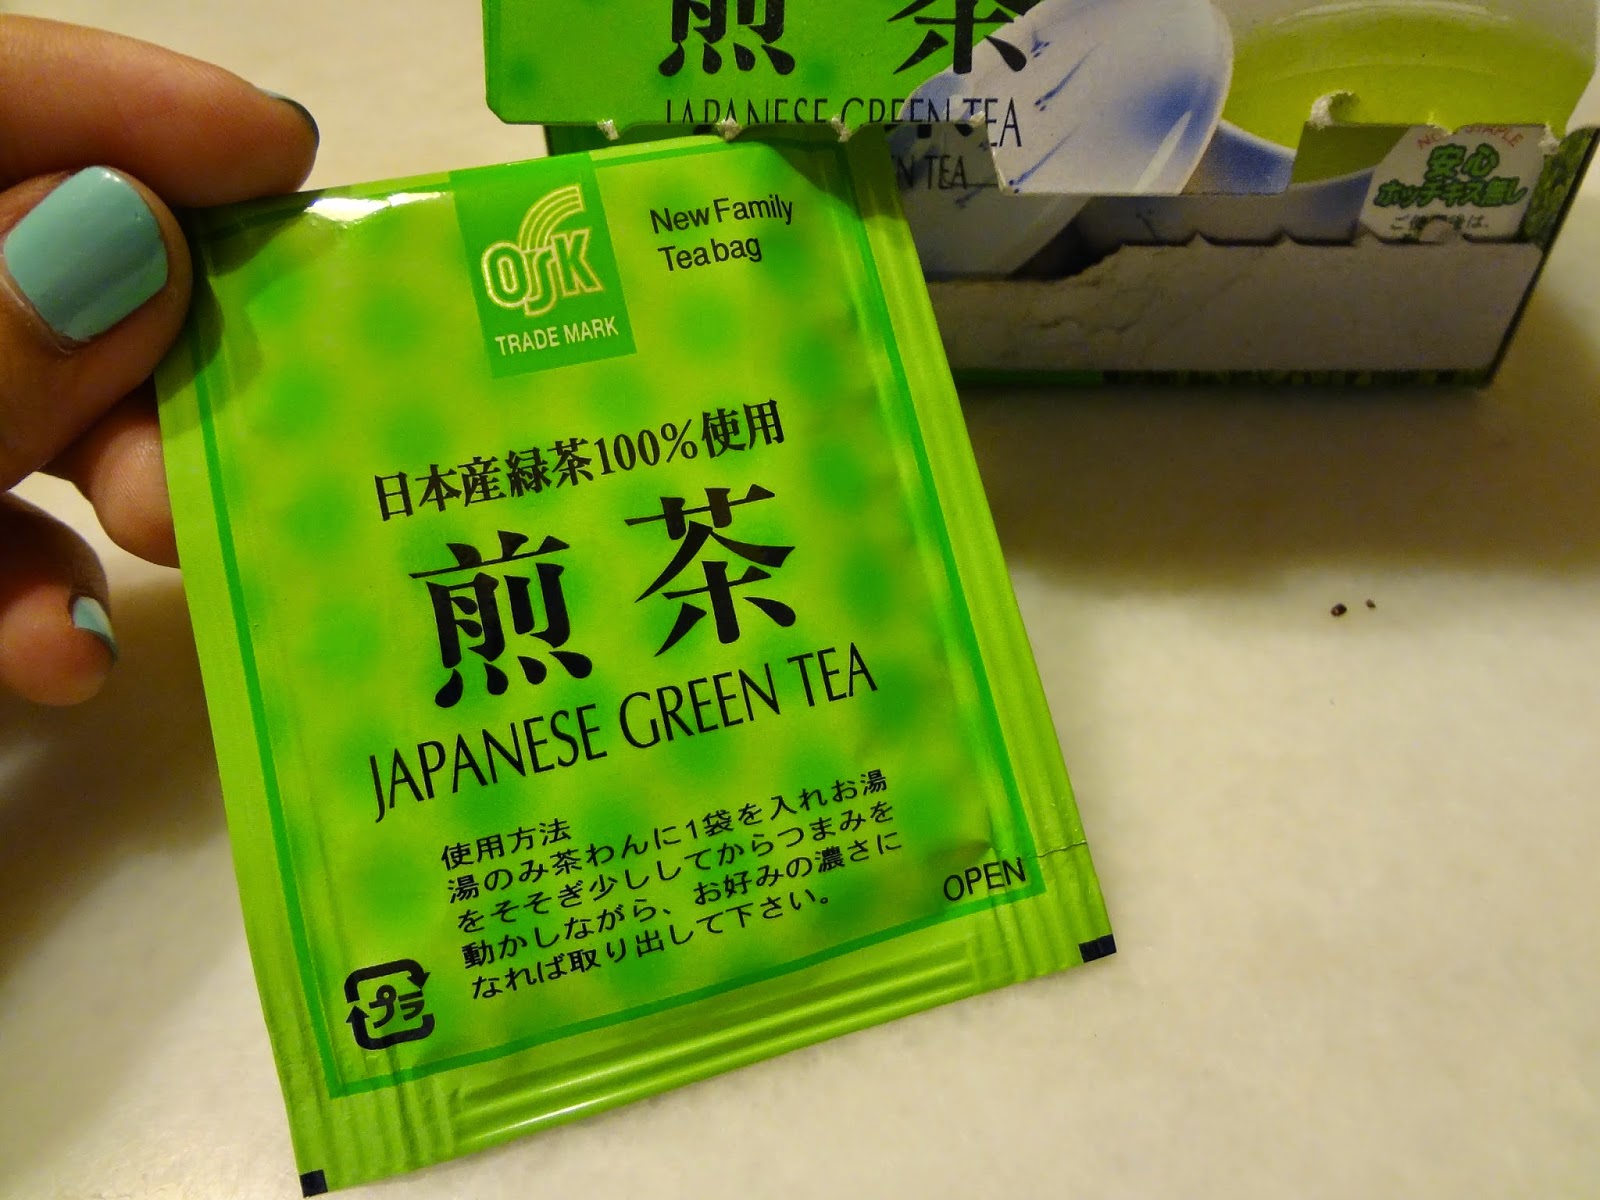 煎茶
JAPANESE GREEN TEA
N TEA
安心
ホッチキス無し
OSK
TRADE MARK
New Family
Teabag
日本産緑茶100%使用
煎茶
JAPANESE GREEN TEA
使用方法
湯のみ茶わんに1袋を入れお湯
をそそぎ少ししてからつまみを
動かしながら、お好みの濃さに
なれば取り出して下さい。
OPEN
プラ